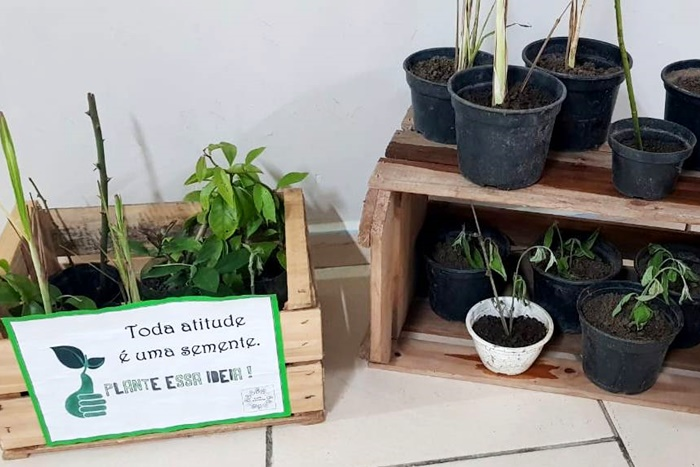 Toda atitude
é uma semente.
PLANTE ESSA IDEIA !